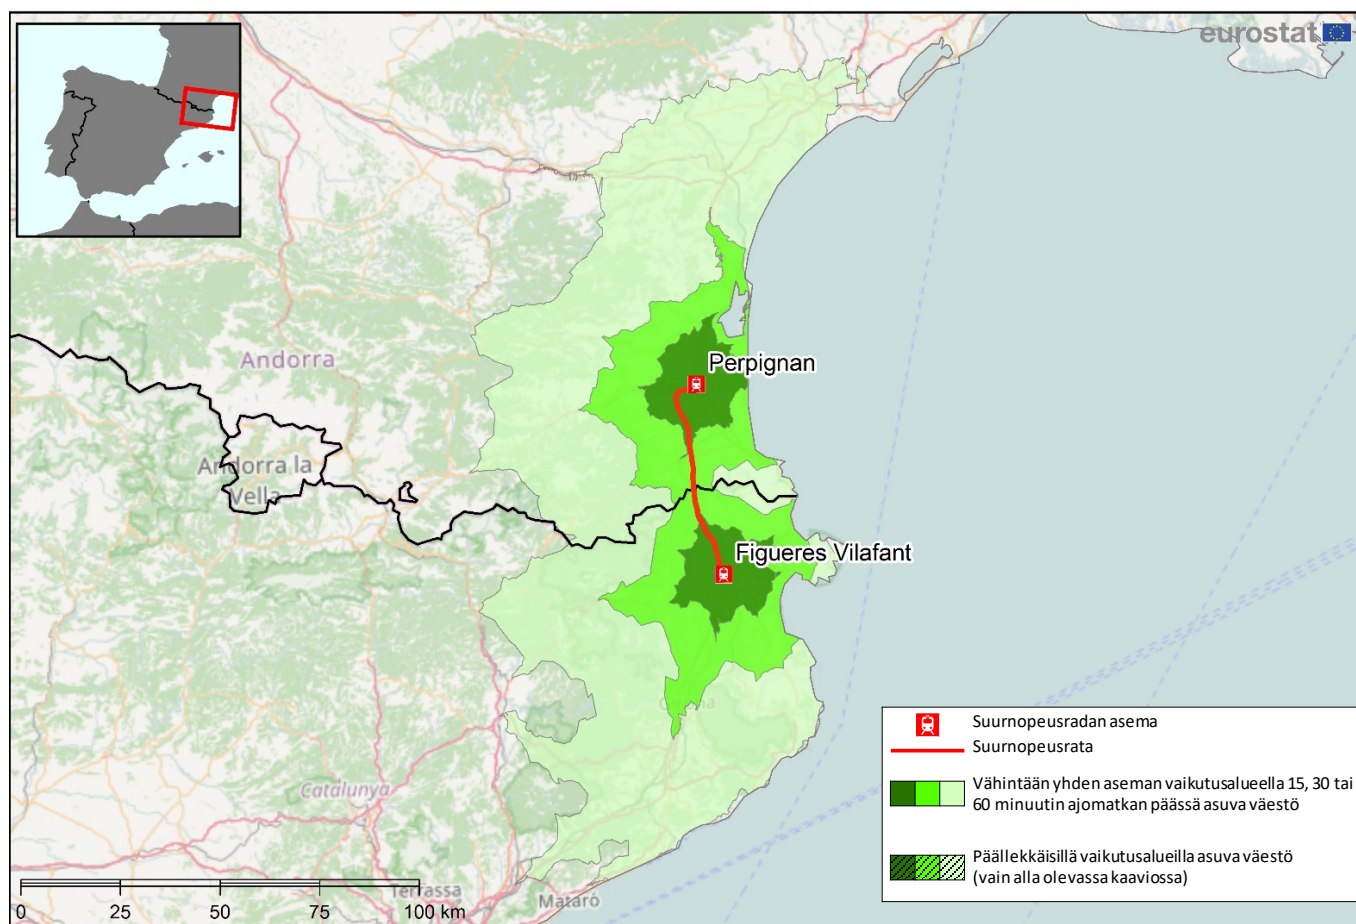 eurostat
Perpignan
Andorra
Andorra la
Vella
Figueres Vilafant
Girona
Catalunya
Terrassa
Mataró
0 25 50 75 100 km
Suurnopeusradan asema
Suurnopeusrata
Vähintään yhden aseman vaikutusalueella 15, 30 tai
60 minuutin ajomatkan päässä asuva väestö
Päällekkäisillä vaikutusalueilla asuva väestö
(vain alla olevassa kaaviossa)